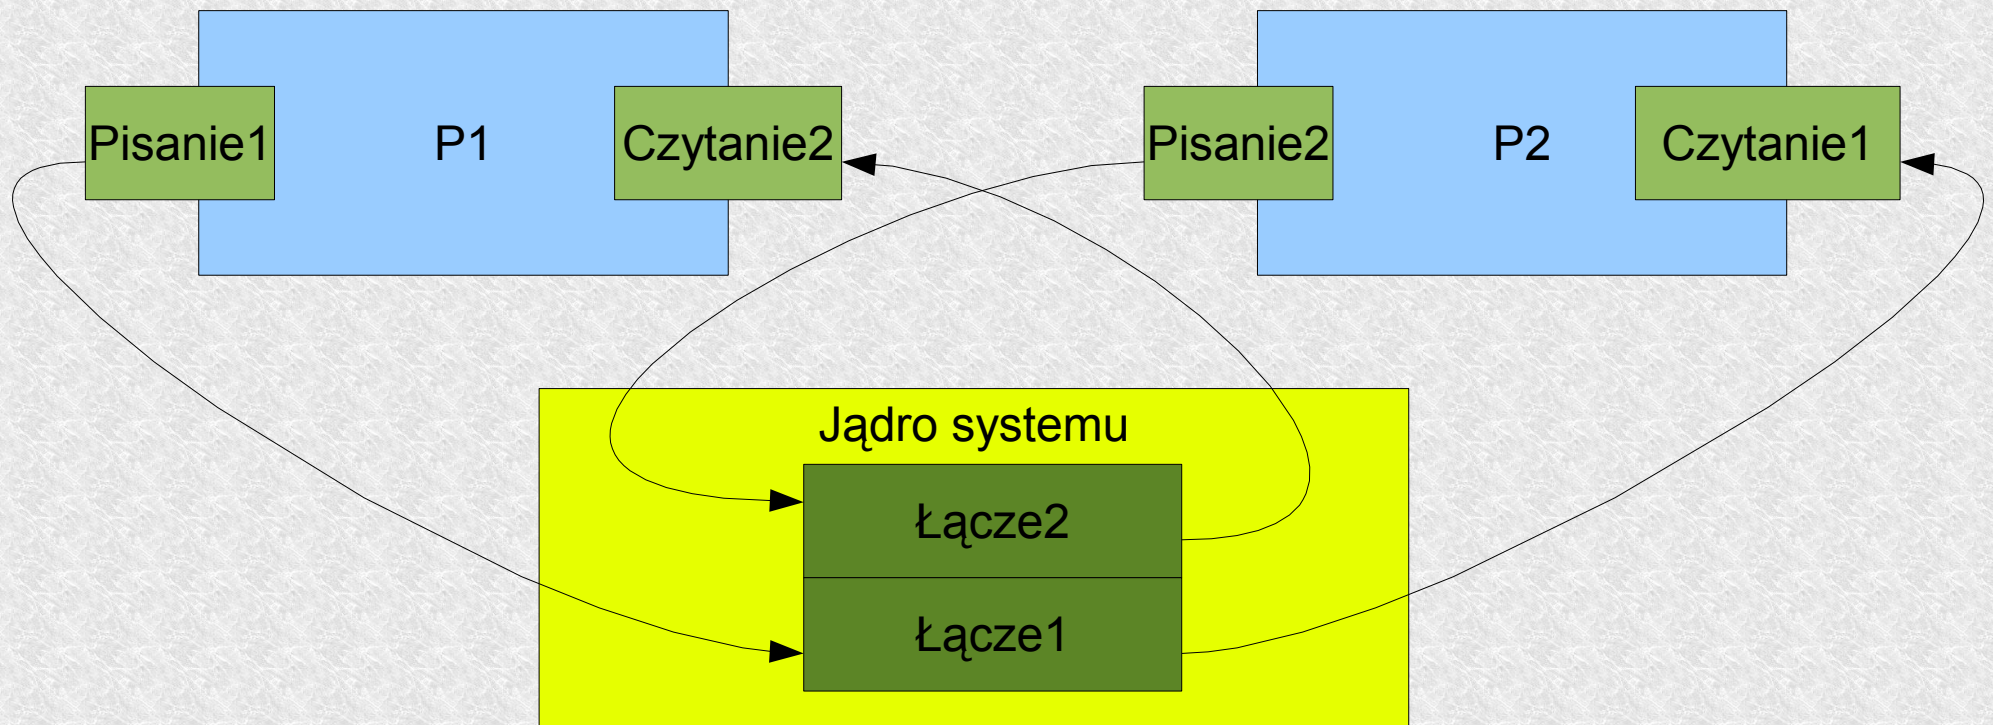 Pisanie1
P1
Czytanie2
Pisanie2
P2
Czytanie1
Jądro systemu
Łącze2
Łącze1